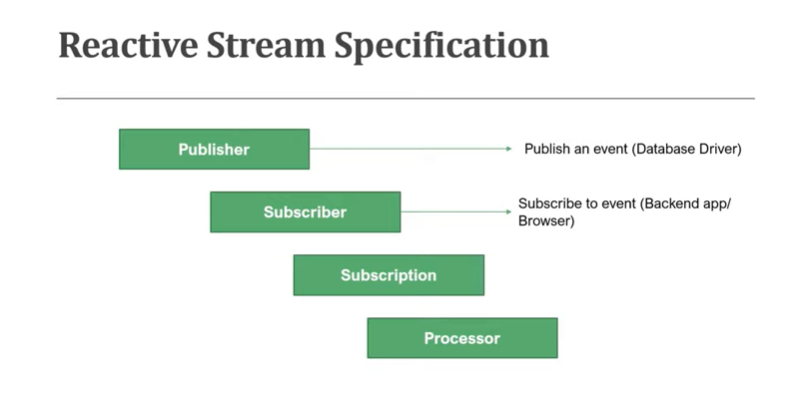 Reactive Stream Specification
Publisher
Publish an event (Database Driver)
Subscriber
Subscribe to event (Backend app/
Browser)
Subscription
Processor